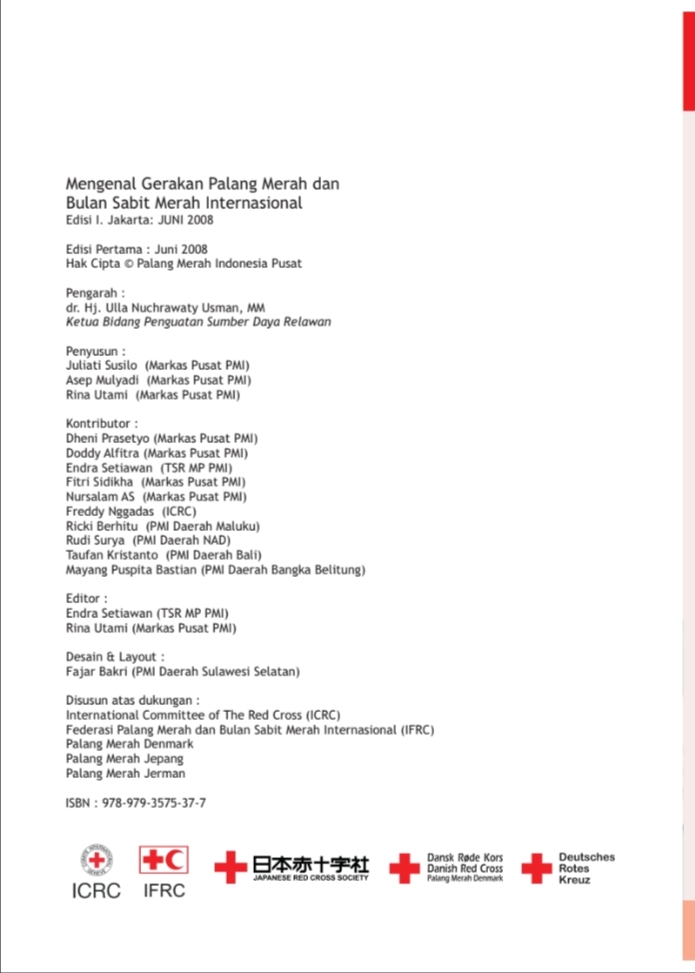 Mengenal Gerakan Palang Merah dan
Bulan Sabit Merah Internasional
Edisi I. Jakarta: JUNI 2008
Edisi Pertama : Juni 2008
Hak Cipta © Palang Merah Indonesia Pusat
Pengarah :
dr. Hj. Ulla Nuchrawaty Usman, MM
Ketua Bidang Penguatan Sumber Daya Relawan
Penyusun :
Juliati Susilo (Markas Pusat PMI)
Asep Mulyadi (Markas Pusat PMI)
Rina Utami (Markas Pusat PMI)
Kontributor :
Dheni Prasetyo (Markas Pusat PMI)
Doddy Alfitra (Markas Pusat PMI)
Endra Setiawan (TSR MP PMI)
Fitri Sidikha (Markas Pusat PMI)
Nursalam AS (Markas Pusat PMI)
Freddy Nggadas (ICRC)
Ricki Berhitu (PMI Daerah Maluku)
Rudi Surya (PMI Daerah NAD)
Taufan Kristanto (PMI Daerah Bali)
Mayang Puspita Bastian (PMI Daerah Bangka Belitung)
Editor :
Endra Setiawan (TSR MP PMI)
Rina Utami (Markas Pusat PMI)
Desain & Layout :
Fajar Bakri (PMI Daerah Sulawesi Selatan)
Disusun atas dukungan :
International Committee of The Red Cross (ICRC)
Federasi Palang Merah dan Bulan Sabit Merah Internasional (IFRC)
Palang Merah Denmark
Palang Merah Jepang
Palang Merah Jerman
ISBN : 978-979-3575-37-7
ICRC
IFRC
日本赤十字社
JAPANESE RED CROSS SOCIETY
Dansk Røde Kors
Danish Red Cross
Palang Merah Denmark
Deutsches
Rotes
Kreuz